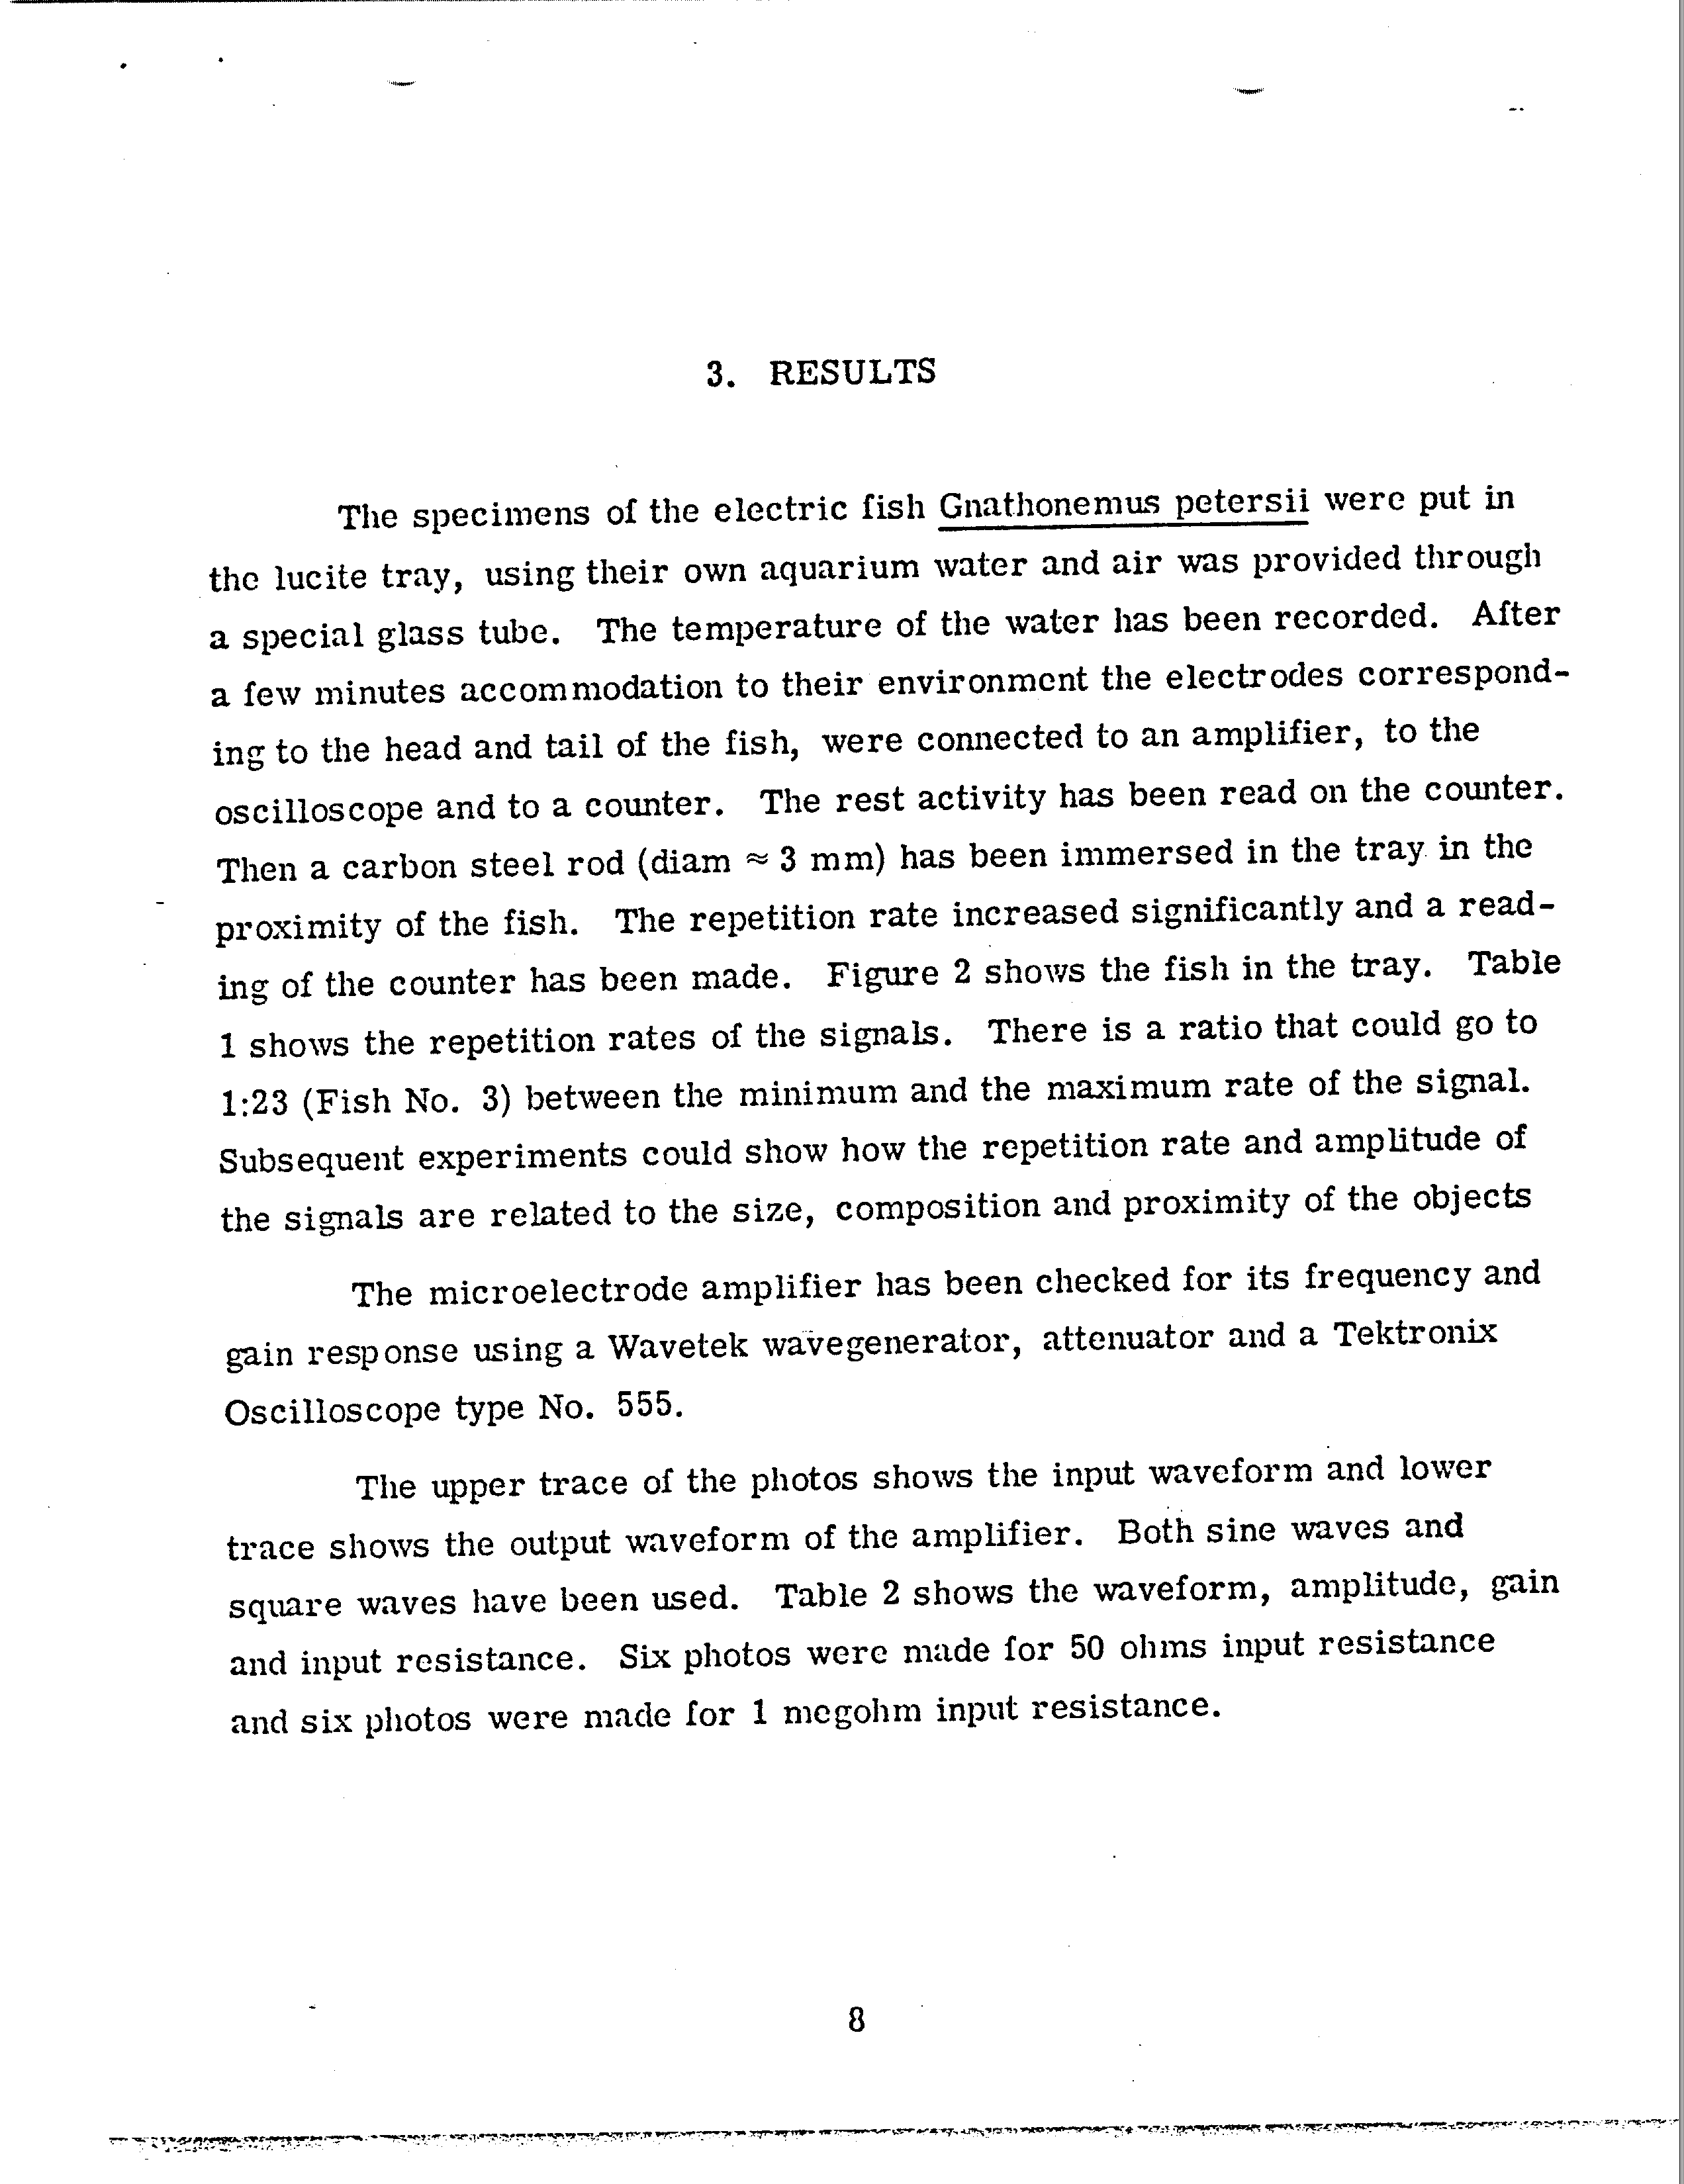 3. RESULTS
The specimens of the electric fish Gnathonemus petersii were put in
the lucite tray, using their own aquarium water and air was provided through
a special glass tube. The temperature of the water has been recorded. After
a few minutes accommodation to their environment the electrodes correspond-
ing to the head and tail of the fish, were connected to an amplifier, to the
oscilloscope and to a counter. The rest activity has been read on the counter.
Then a carbon steel rod (diam ≈ 3 mm) has been immersed in the tray in the
proximity of the fish. The repetition rate increased significantly and a read-
ing of the counter has been made. Figure 2 shows the fish in the tray. Table
1 shows the repetition rates of the signals. There is a ratio that could go to
1:23 (Fish No. 3) between the minimum and the maximum rate of the signal.
Subsequent experiments could show how the repetition rate and amplitude of
the signals are related to the size, composition and proximity of the objects
The microelectrode amplifier has been checked for its frequency and
gain response using a Wavetek wavegenerator, attenuator and a Tektronix
Oscilloscope type No. 555.
The upper trace of the photos shows the input waveform and lower
trace shows the output waveform of the amplifier. Both sine waves and
square waves have been used. Table 2 shows the waveform, amplitude, gain
and input resistance. Six photos were made for 50 ohms input resistance
and six photos were made for 1 megohm input resistance.
8